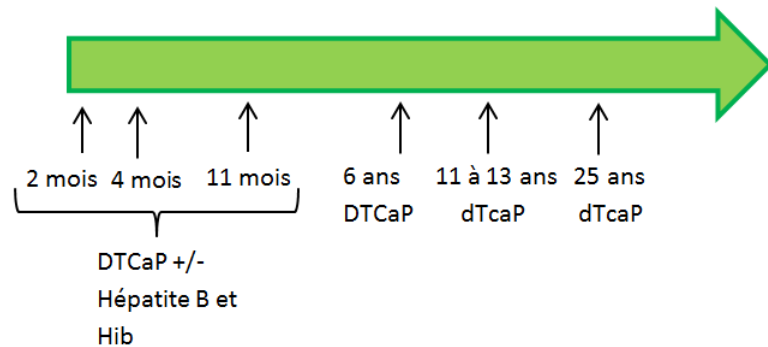 2 mois 4 mois 11 mois 6 ans 11 à 13 ans 25 ans
DTCaP dTcaP dTcaP
DTCaP +/-
Hépatite B et
Hib